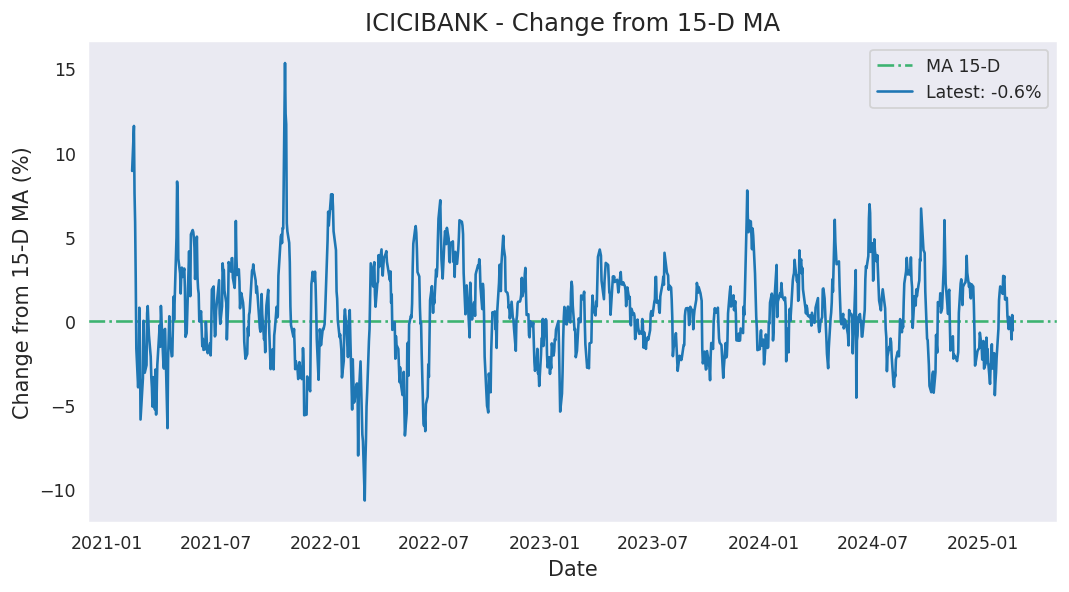 ICICIBANK - Change from 15-D MA
Change from 15-D MA (%)
15
10
5
0
−5
−10
MA 15-D
Latest: -0.6%
2021-01 2021-07 2022-01 2022-07 2023-01 2023-07 2024-01 2024-07 2025-01
Date